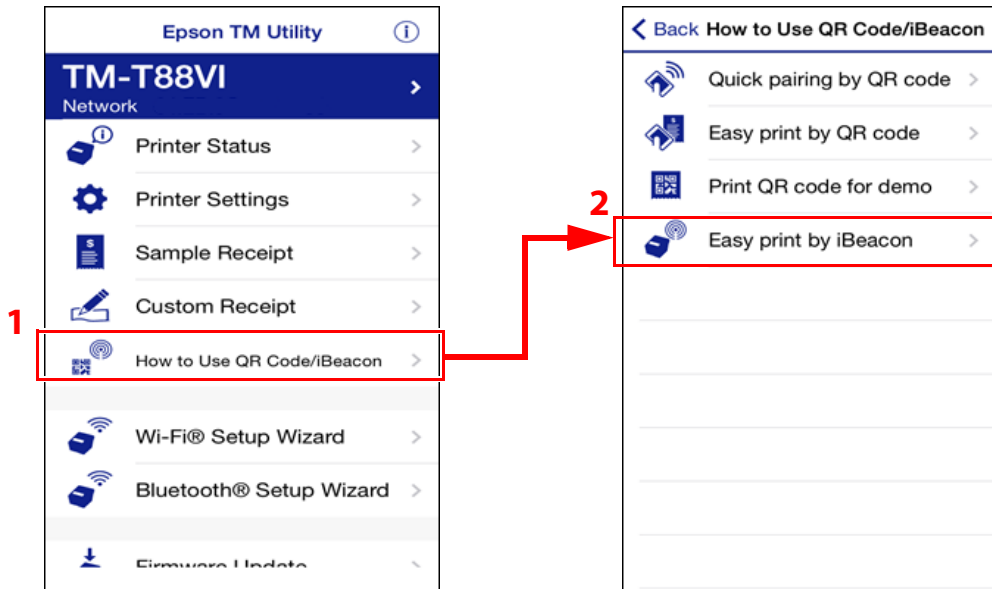 Epson TM Utility
TM-T88VI
Network
Printer Status
Printer Settings
Sample Receipt
Custom Receipt
1
How to Use QR Code/iBeacon
Wi-Fi® Setup Wizard
Bluetooth® Setup Wizard
Firmware Update
Back How to Use QR Code/iBeacon
Quick pairing by QR code
Easy print by QR code
Print QR code for demo
2
Easy print by iBeacon